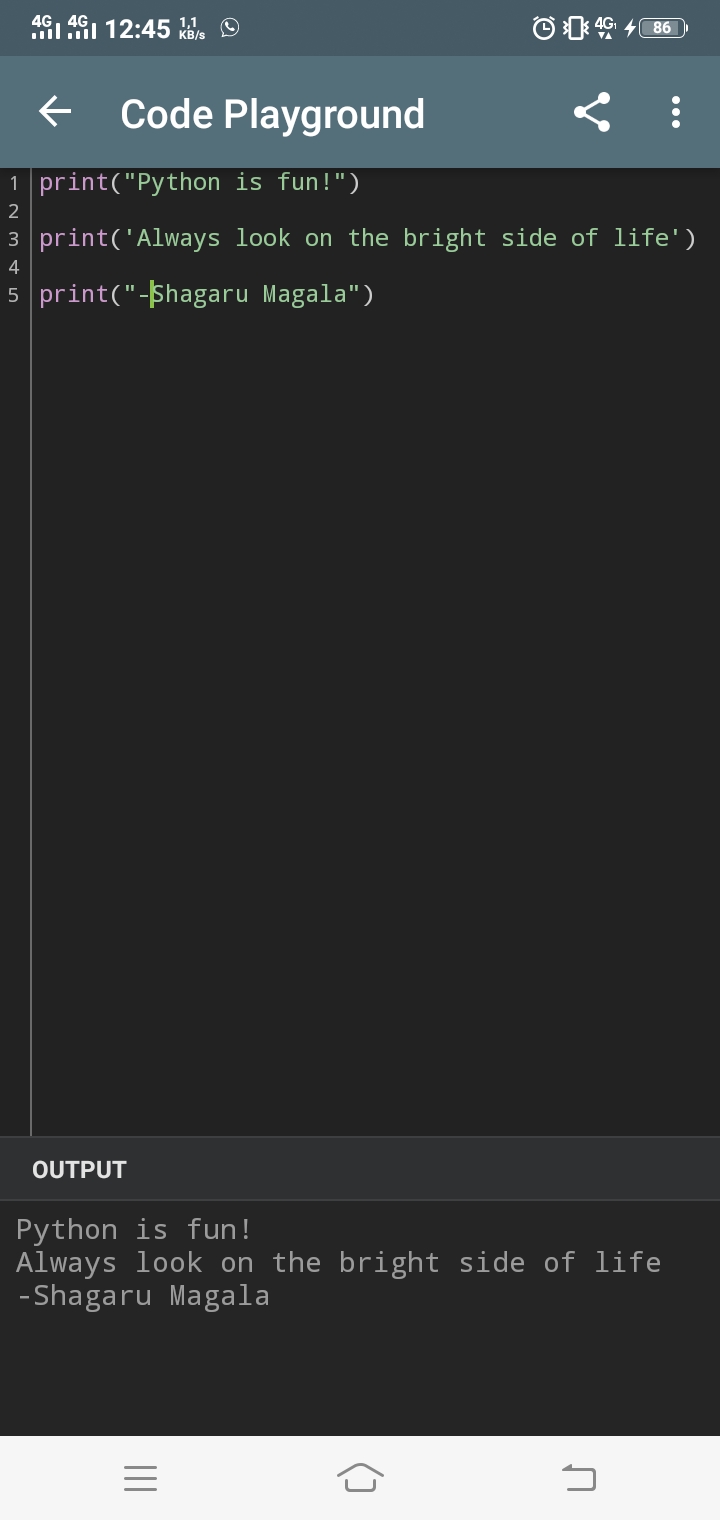 4G 4G 12:45 1,1 KB/s 4G 86
Code Playground
1 print("Python is fun!")
2
3 print('Always look on the bright side of life')
4
5 print("-Shagaru Magala")
OUTPUT
Python is fun!
Always look on the bright side of life
-Shagaru Magala